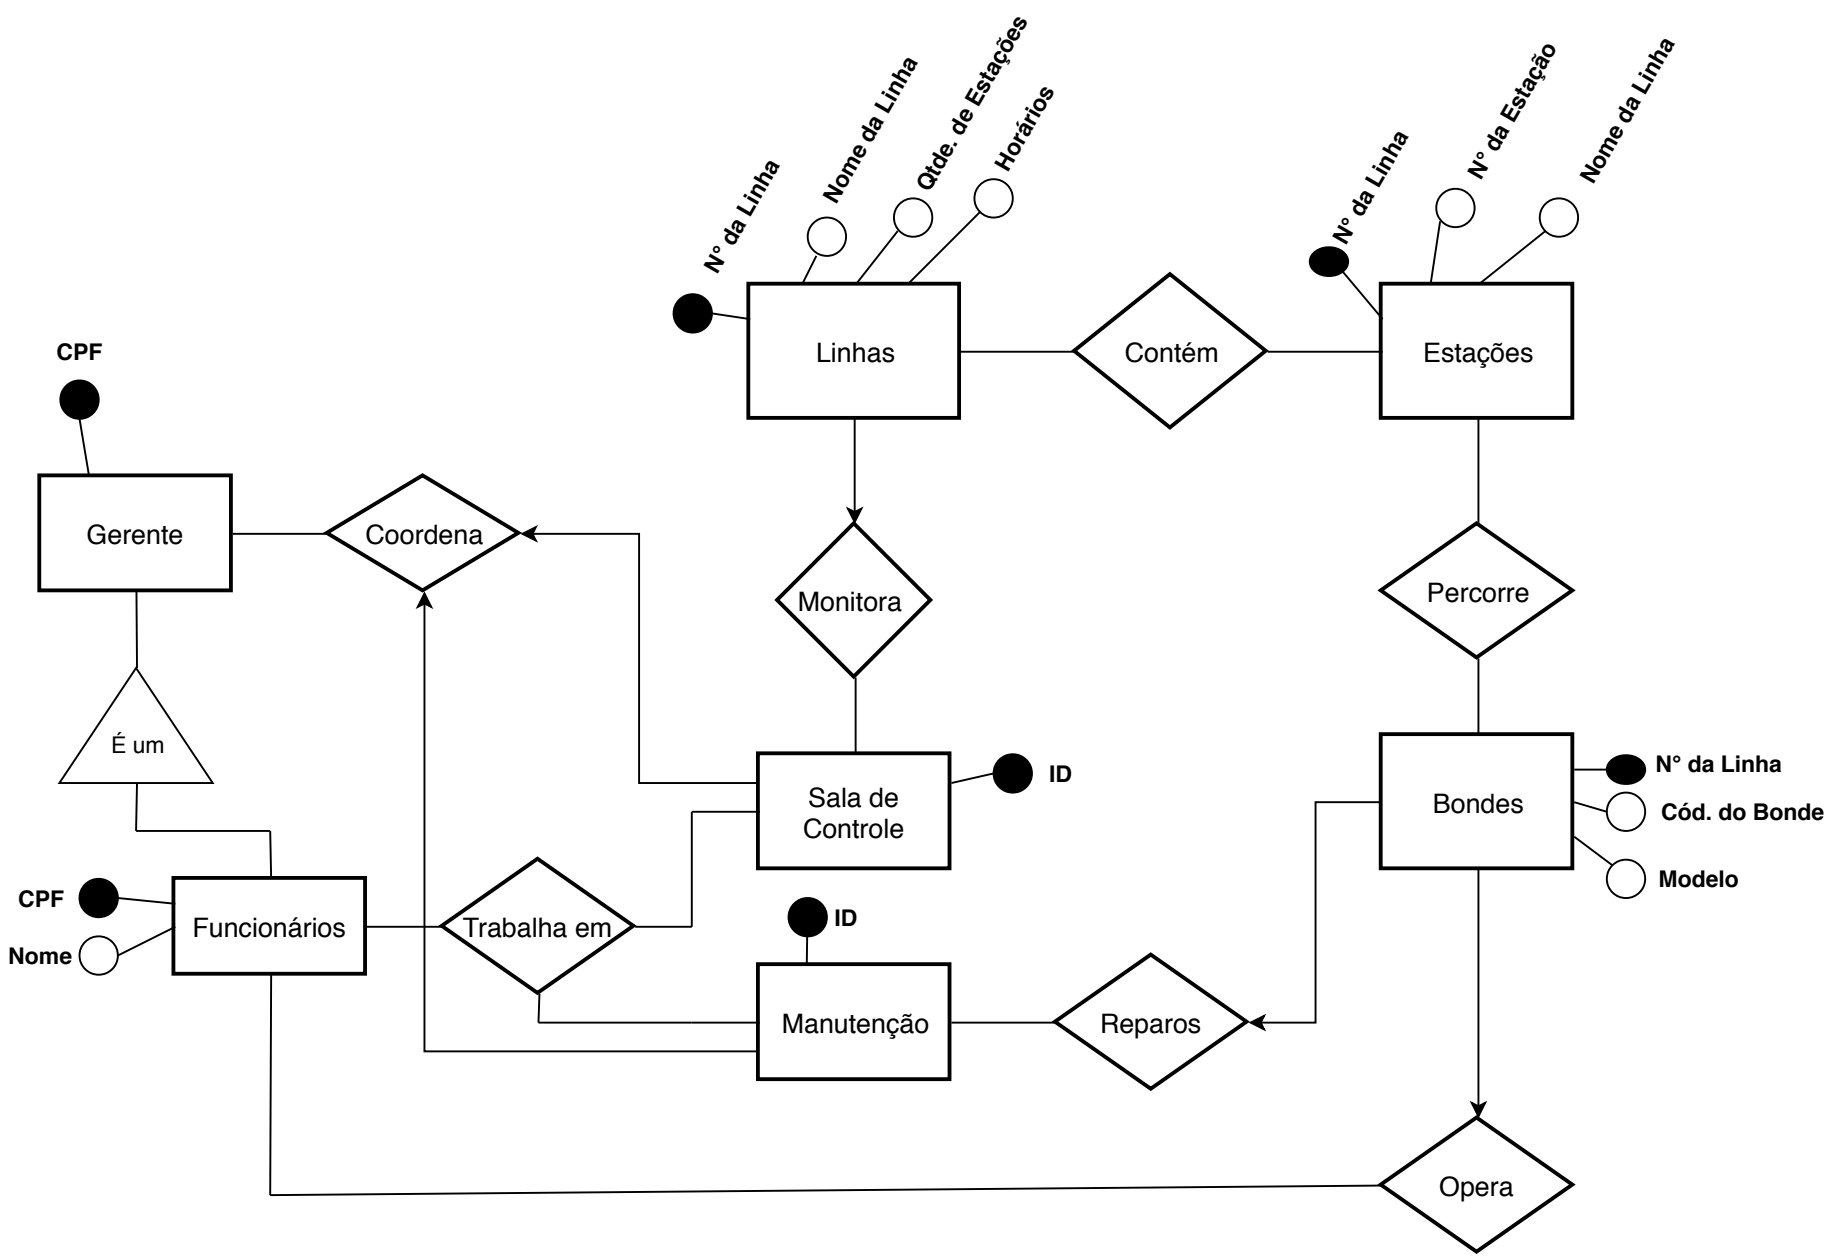 N° da Linha
Nome da Linha
Qtde. de Estações
Horários
N° da Linha
N° da Estação
Nome da Linha
Linhas
Contém
Estações
CPF
Gerente
Coordena
Monitora
Percorre
É um
Sala de
Controle
ID
Bondes
N° da Linha
Cód. do Bonde
Modelo
CPF
Nome
Funcionários
Trabalha em
ID
Manutenção
Reparos
Opera